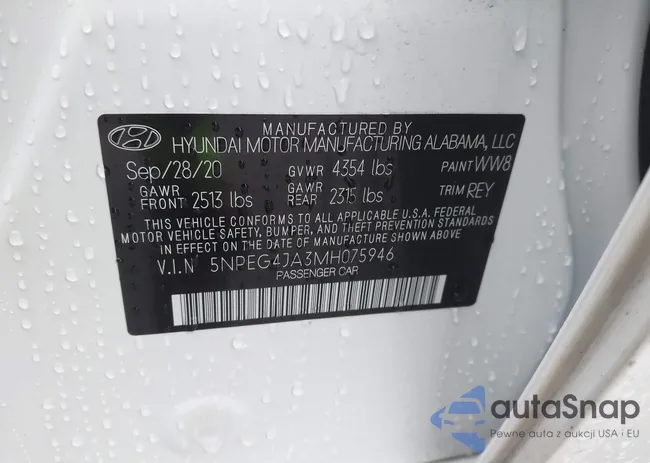 MANUFACTURED BY
HYUNDAI MOTOR MANUFACTURING ALABAMA, LLC
Sep/28/20 GVWR 4354 lbs PAINT WW8
GAWR FRONT 2513 lbs GAWR REAR 2315 lbs TRIM REY
THIS VEHICLE CONFORMS TO ALL APPLICABLE U.S.A. FEDERAL
MOTOR VEHICLE SAFETY, BUMPER, AND THEFT PREVENTION STANDARDS
IN EFFECT ON THE DATE OF MANUFACTURE SHOWN ABOVE.
V.I.N 5NPEG4JA3MH075946
PASSENGER CAR
autaSnap
Pewne auta z aukcji USA i EU